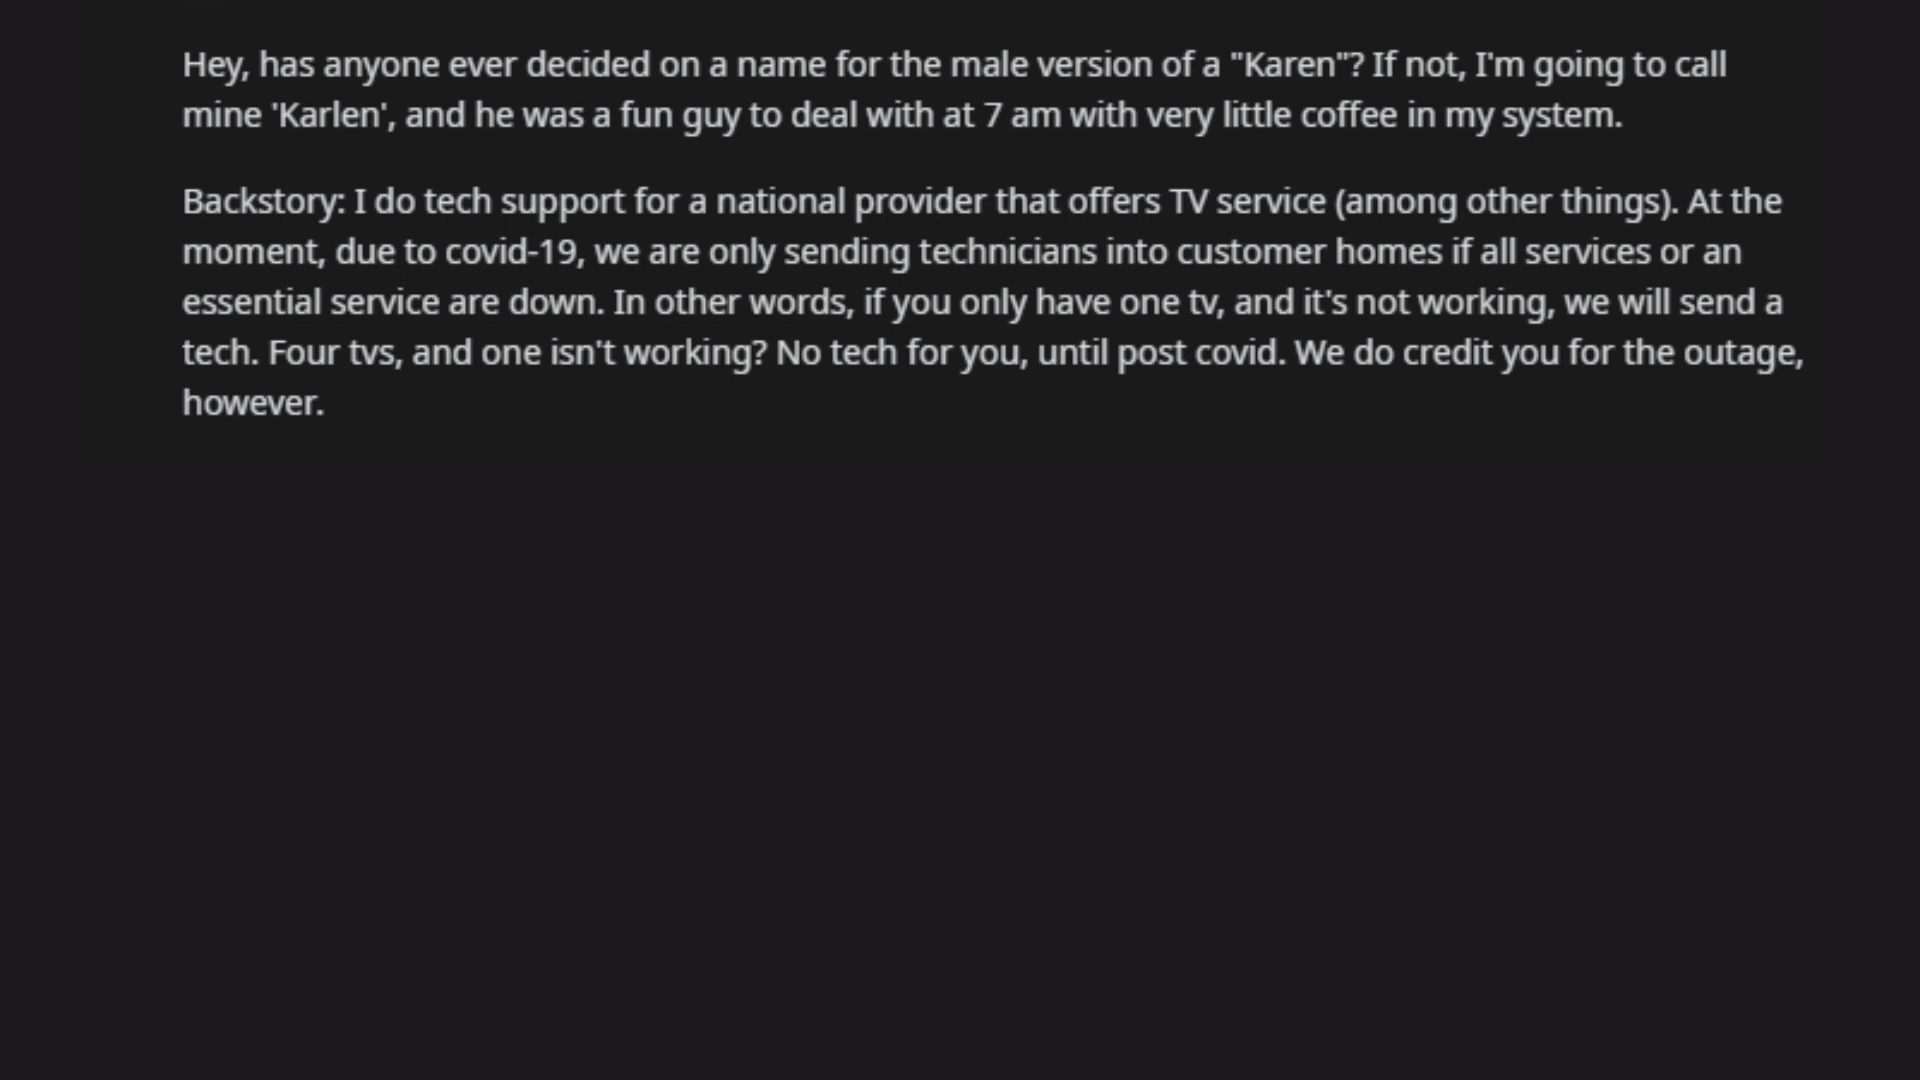 Hey, has anyone ever decided on a name for the male version of a "Karen"? If not, I'm going to call
mine 'Karlen', and he was a fun guy to deal with at 7 am with very little coffee in my system.
Backstory: I do tech support for a national provider that offers TV service (among other things). At the
moment, due to covid-19, we are only sending technicians into customer homes if all services or an
essential service are down. In other words, if you only have one tv, and it's not working, we will send a
tech. Four tvs, and one isn't working? No tech for you, until post covid. We do credit you for the outage,
however.